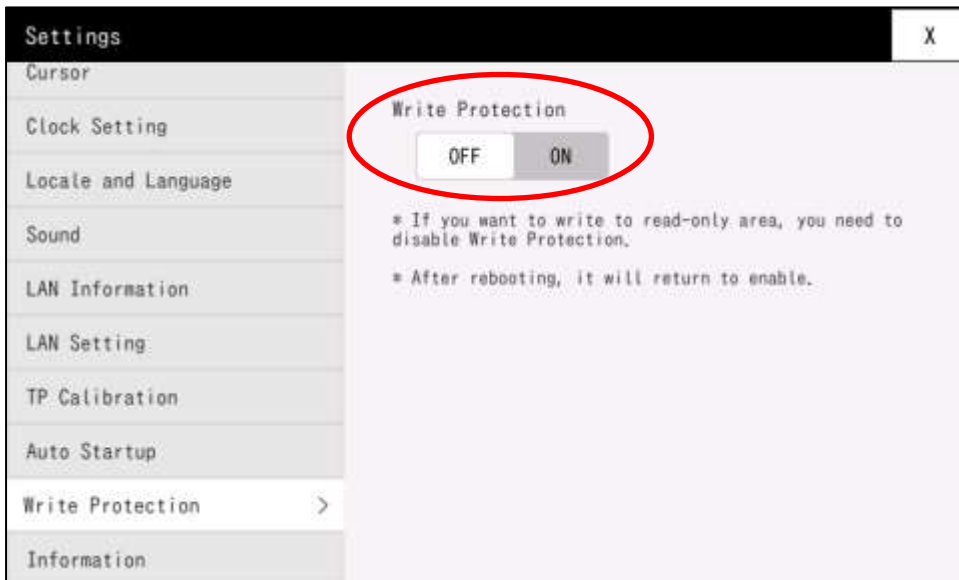 Settings
X
Cursor
Clock Setting
Locale and Language
Sound
LAN Information
LAN Setting
TP Calibration
Auto Startup
Write Protection >
Information
Write Protection
OFF ON
* If you want to write to read-only area, you need to
disable Write Protection.
* After rebooting, it will return to enable.